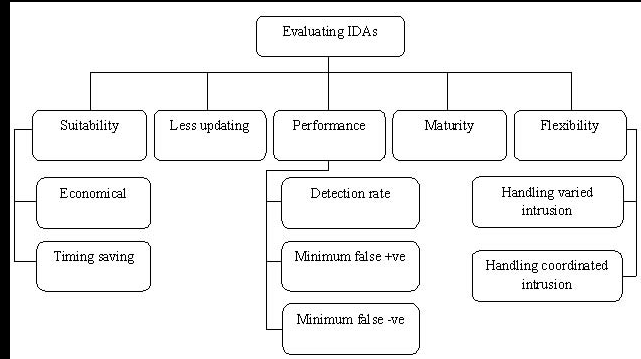 Evaluating IDAs
Suitability
Less updating
Performance
Maturity
Flexibility
Economical
Timing saving
Detection rate
Minimum false +ve
Minimum false -ve
Handling varied
intrusion
Handling coordinated
intrusion